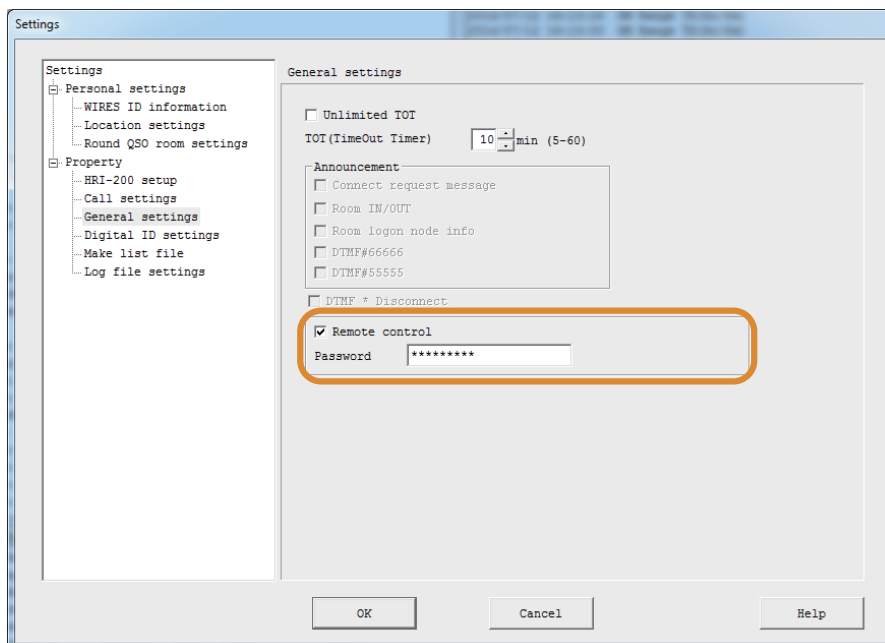 Settings
Settings
Personal settings
WIRES ID information
Location settings
Round QSO room settings
Property
HRI-200 setup
Call settings
General settings
Digital ID settings
Make list file
Log file settings
General settings
Unlimited TOT
TOT(TimeOut Timer) 10 min (5-60)
Announcement
Connect request message
Room IN/OUT
Room logon node info
DTMF#66666
DTMF#55555
DTMF * Disconnect
Remote control
Password *********
OK Cancel Help